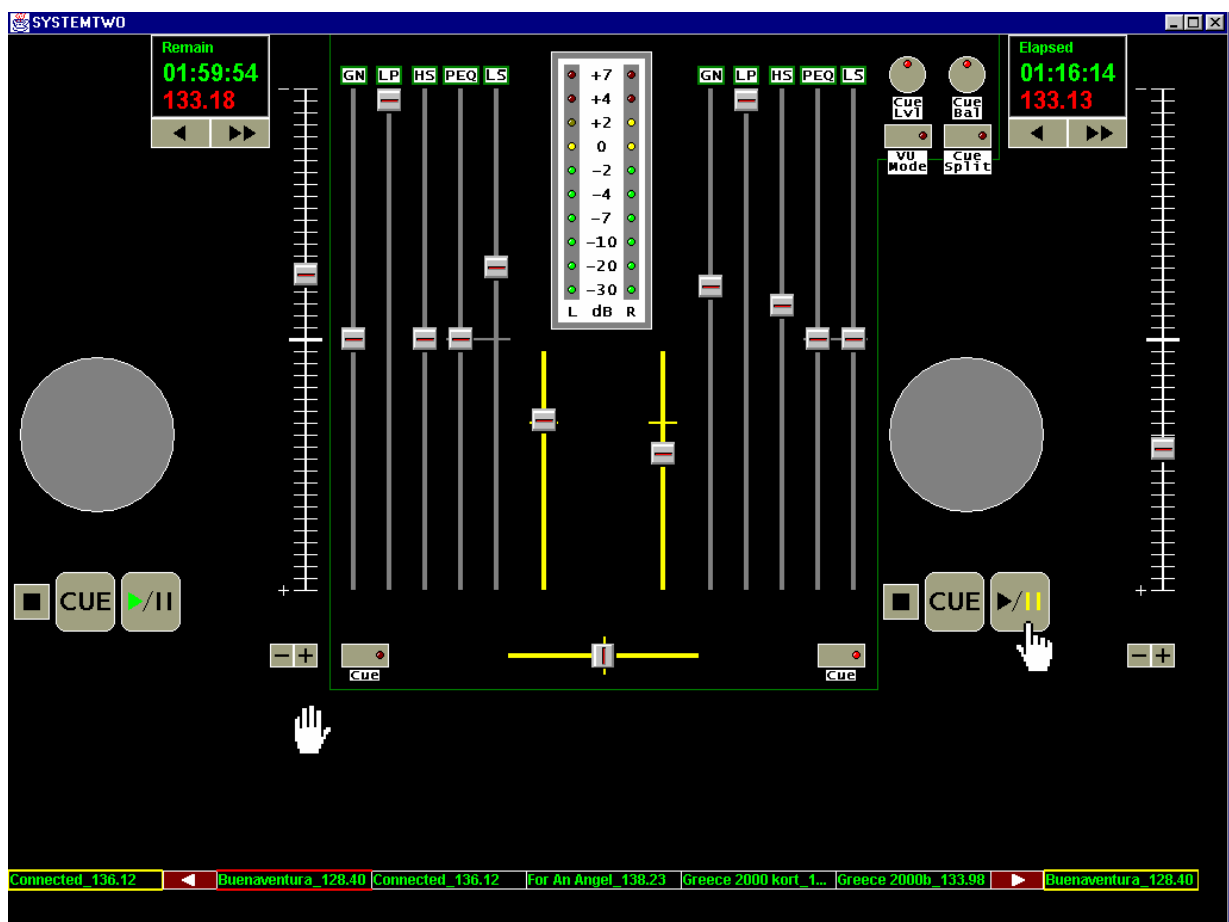 SYSTEMTWO
Remain
01:59:54
133.18
GN LP HS PEQ LS
+7
+4
+2
0
-2
-4
-7
-10
-20
-30
L dB R
GN LP HS PEQ LS
Cue Lvl
Cue Bal
VU Mode
Cue Split
Elapsed
01:16:14
133.13
-
+
-
+
CUE
/
CUE
/
- +
Cue
Cue
- +
Connected_136.12
Buenaventura_128.40
Connected_136.12
For An Angel_138.23
Greece 2000 kort_1...
Greece 2000b_133.98
Buenaventura_128.40